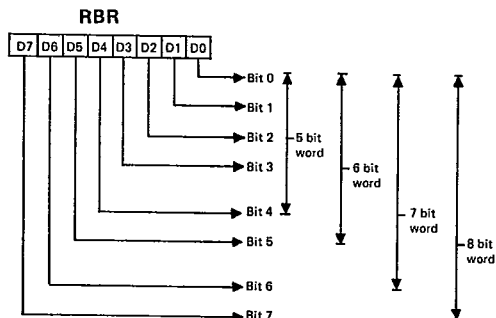 RBR
D7 D6 D5 D4 D3 D2 D1 D0
Bit 0
Bit 1
Bit 2
Bit 3
Bit 4
Bit 5
Bit 6
Bit 7
5 bit
word
6 bit
word
7 bit
word
8 bit
word